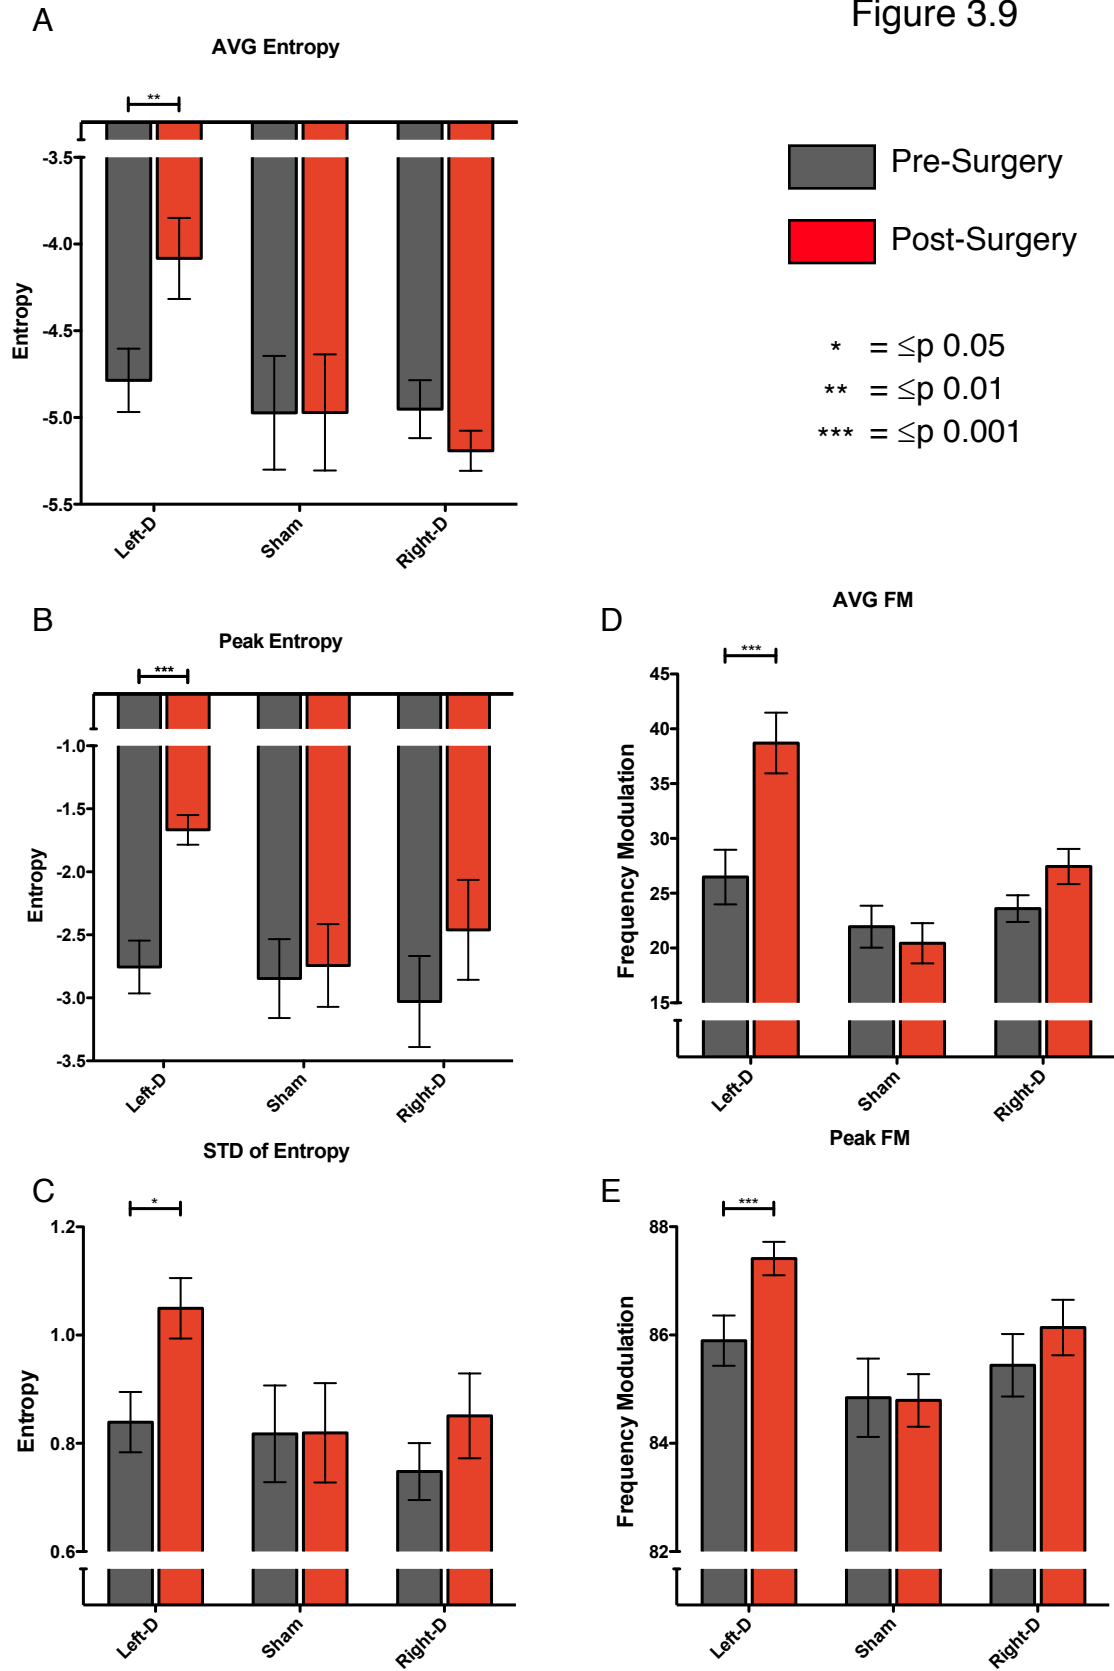 Figure 3.9
A
AVG Entropy
**
-3.5
-4.0
-4.5
-5.0
-5.5
Entropy
Left-D
Sham
Right-D
Pre-Surgery
Post-Surgery
* = ≤p 0.05
** = ≤p 0.01
*** = ≤p 0.001
B
Peak Entropy
***
-1.0
-1.5
-2.0
-2.5
-3.0
-3.5
Entropy
Left-D
Sham
Right-D
D
AVG FM
***
45
40
35
30
25
20
15
Frequency Modulation
Left-D
Sham
Right-D
C
STD of Entropy
*
1.2
1.0
0.8
0.6
Entropy
Left-D
Sham
Right-D
E
Peak FM
***
88
86
84
82
Frequency Modulation
Left-D
Sham
Right-D